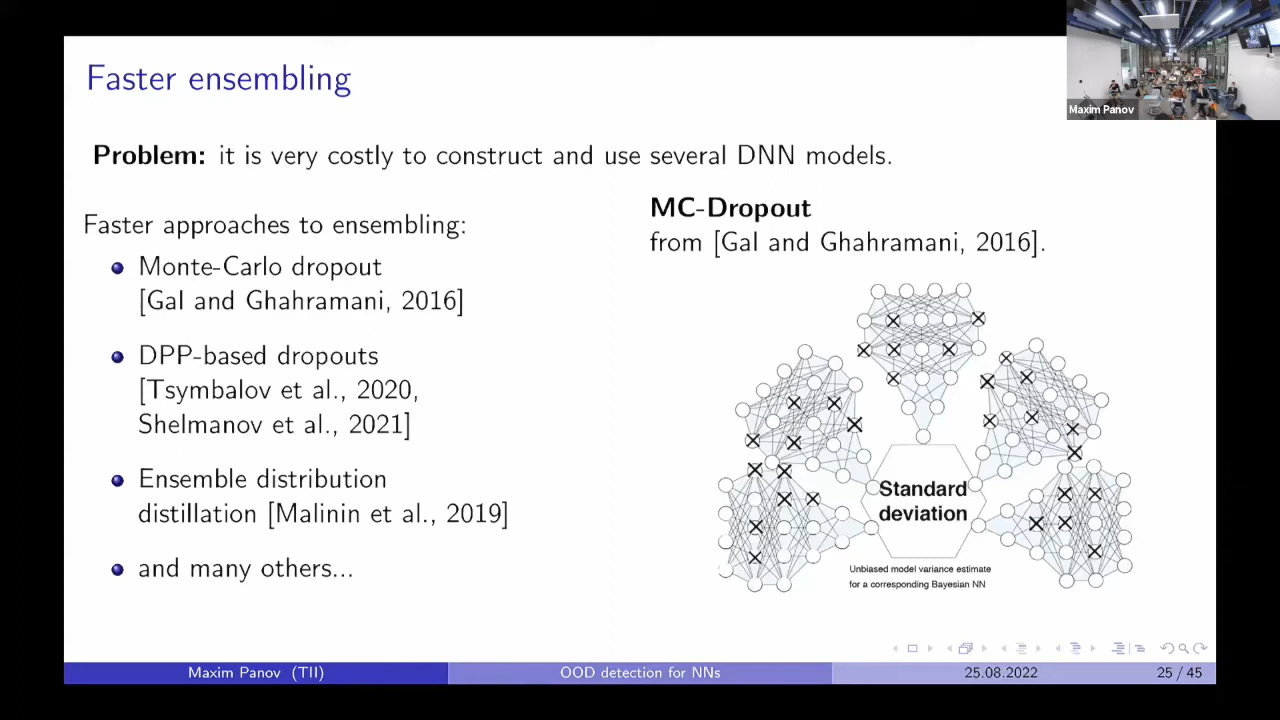 Faster ensembling
Maxim Panov
Problem: it is very costly to construct and use several DNN models.
Faster approaches to ensembling:
Monte-Carlo dropout
[Gal and Ghahramani, 2016]
DPP-based dropouts
[Tsymbalov et al., 2020,
Shelmanov et al., 2021]
Ensemble distribution
distillation [Malinin et al., 2019]
and many others...
MC-Dropout
from [Gal and Ghahramani, 2016].
Standard
deviation
Unbiased model variance estimate
for a corresponding Bayesian NN
Maxim Panov (TII)
OOD detection for NNs
25.08.2022
25 / 45